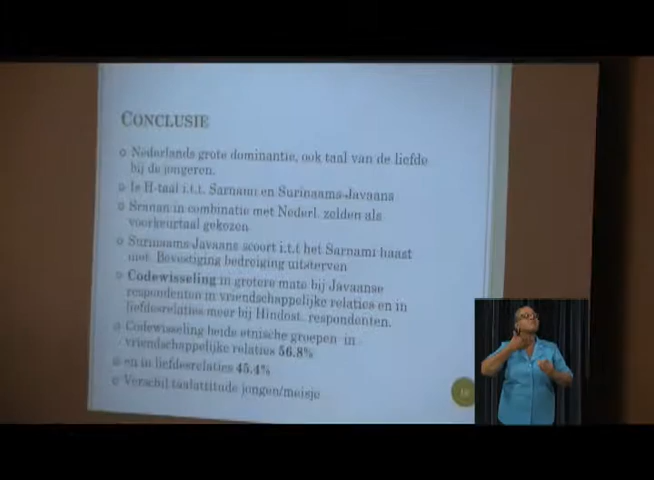 CONCLUSIE
Nederlands grote dominantie, ook taal van de liefde
bij de jongeren.
Is H-taal i.t.t. Sarnami en Surinaams-Javaans
Sranan in combinatie met Nederl. zelden als
voorkeurtaal gekozen
Surinaams-Javaans scoort i.t.t het Sarnami haast
niet. Bevestiging bedreiging uitsterven
Codewisseling in grotere mate bij Javaanse
respondenten in vriendschappelijke relaties en in
liefdesrelaties meer bij Hindost. respondenten.
Codewisseling beide etnische groepen in
vriendschappelijke relaties 56.8%
en in liefdesrelaties 45.4%
Verschil taalattitude jongen/meisje